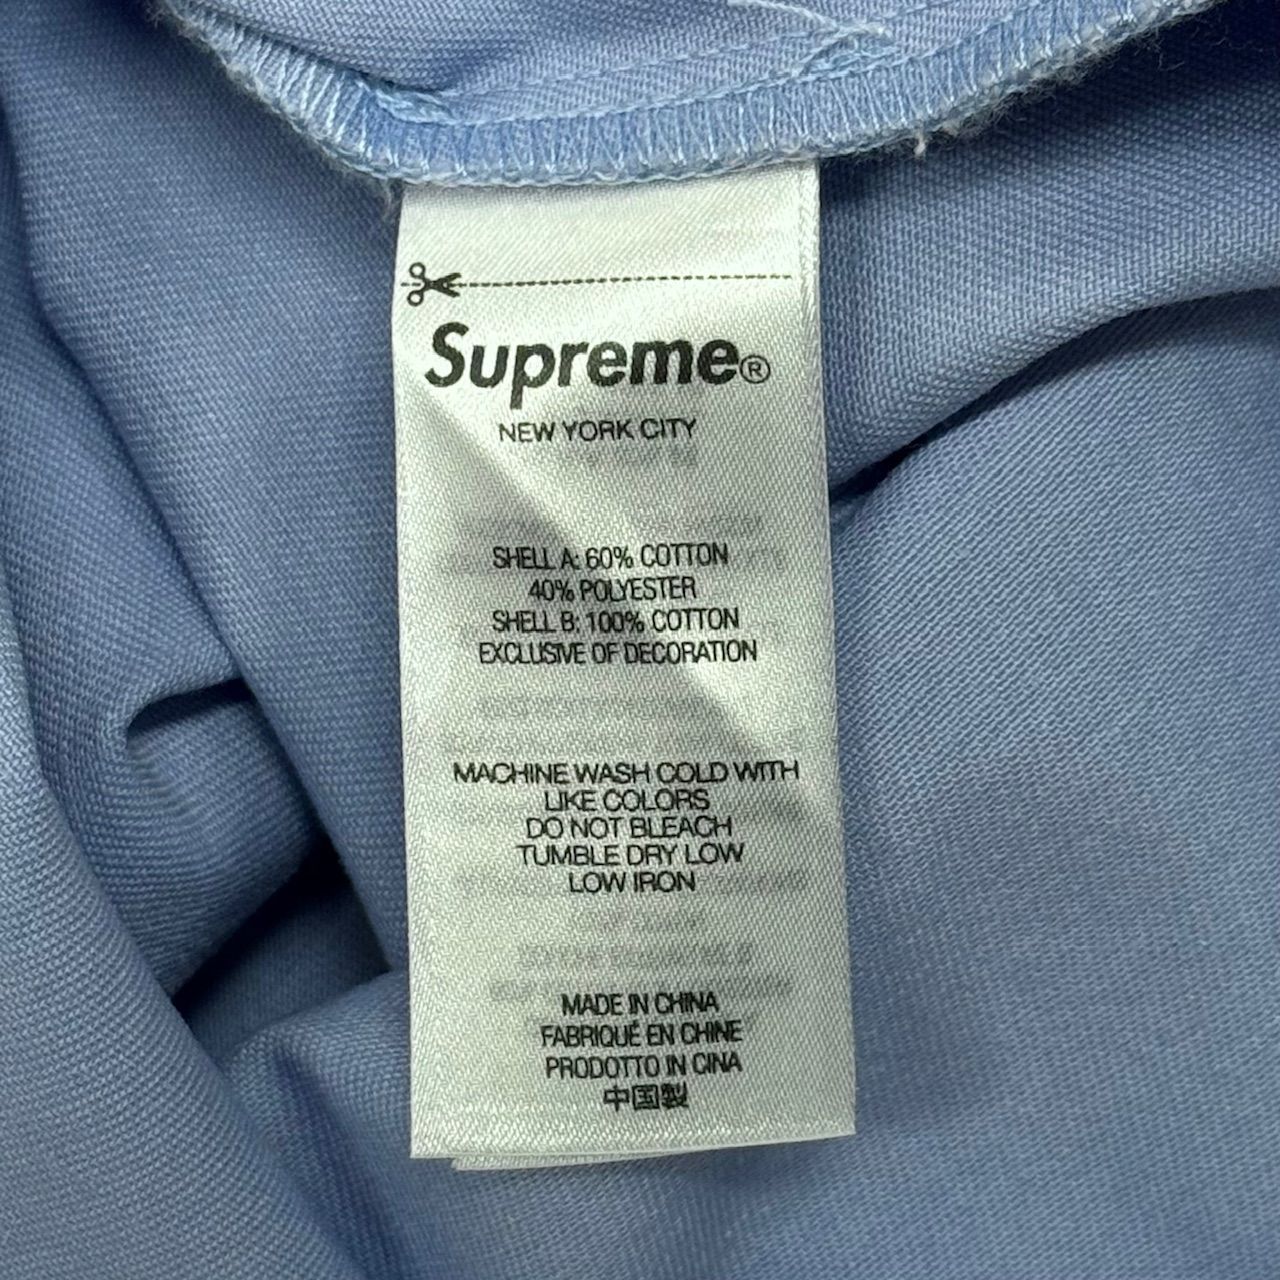 Supreme®
NEW YORK CITY
SHELL A: 60% COTTON
40% POLYESTER
SHELL B: 100% COTTON
EXCLUSIVE OF DECORATION
MACHINE WASH COLD WITH
LIKE COLORS
DO NOT BLEACH
TUMBLE DRY LOW
LOW IRON
MADE IN CHINA
FABRIQUÉ EN CHINE
PRODOTTO IN CINA
中国製